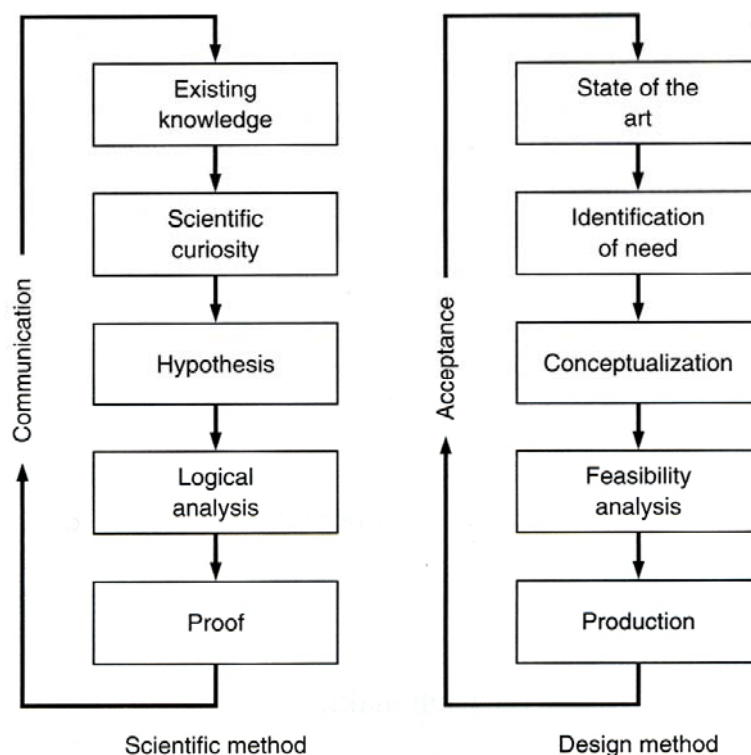 Existing
knowledge
Scientific
curiosity
Hypothesis
Logical
analysis
Proof
Communication
Scientific method
State of the
art
Identification
of need
Conceptualization
Feasibility
analysis
Production
Acceptance
Design method